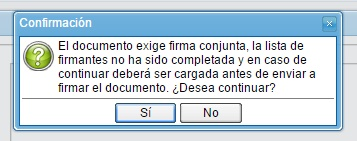 Confirmación
El documento exige firma conjunta, la lista de
firmantes no ha sido completada y en caso de
continuar deberá ser cargada antes de enviar a
firmar el documento. ¿Desea continuar?
Sí No